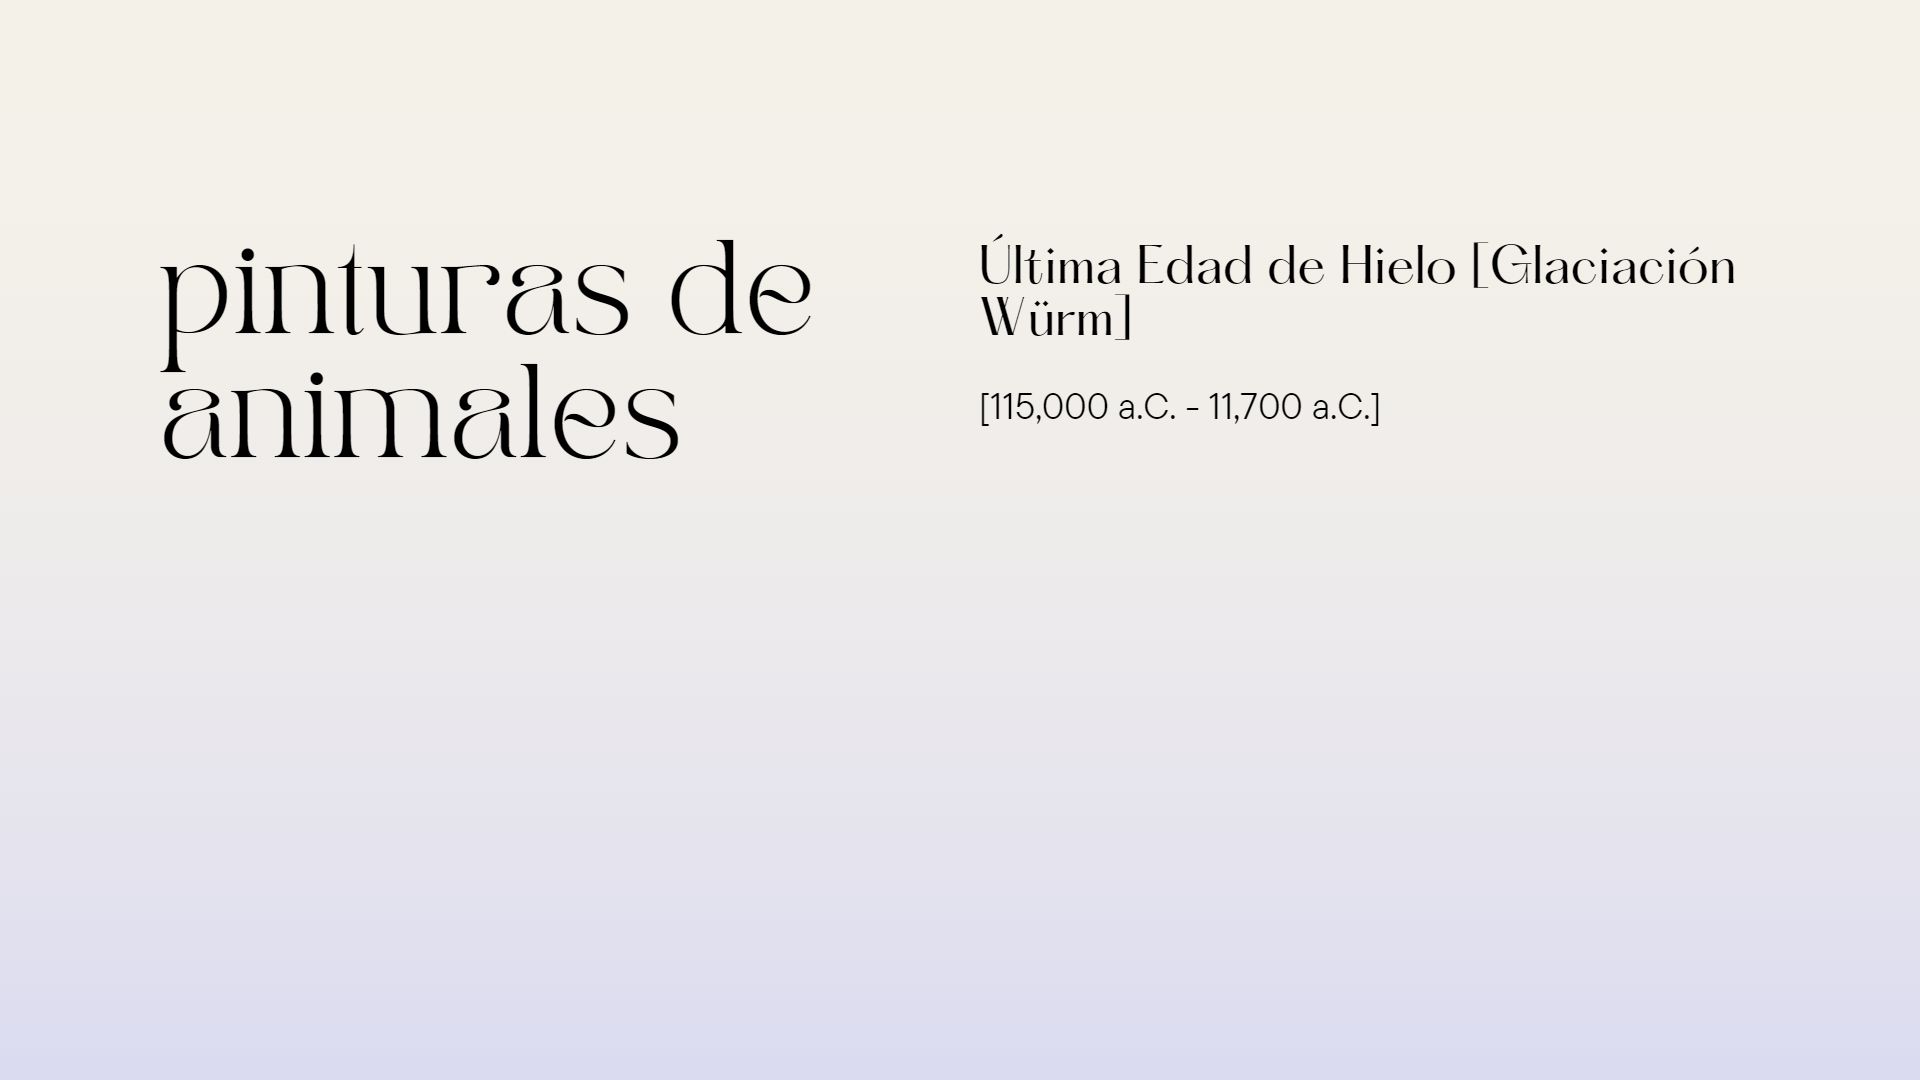 pinturas de
animales
Última Edad de Hielo [Glaciación
Würm]
[115,000 a.C. - 11,700 a.C.]